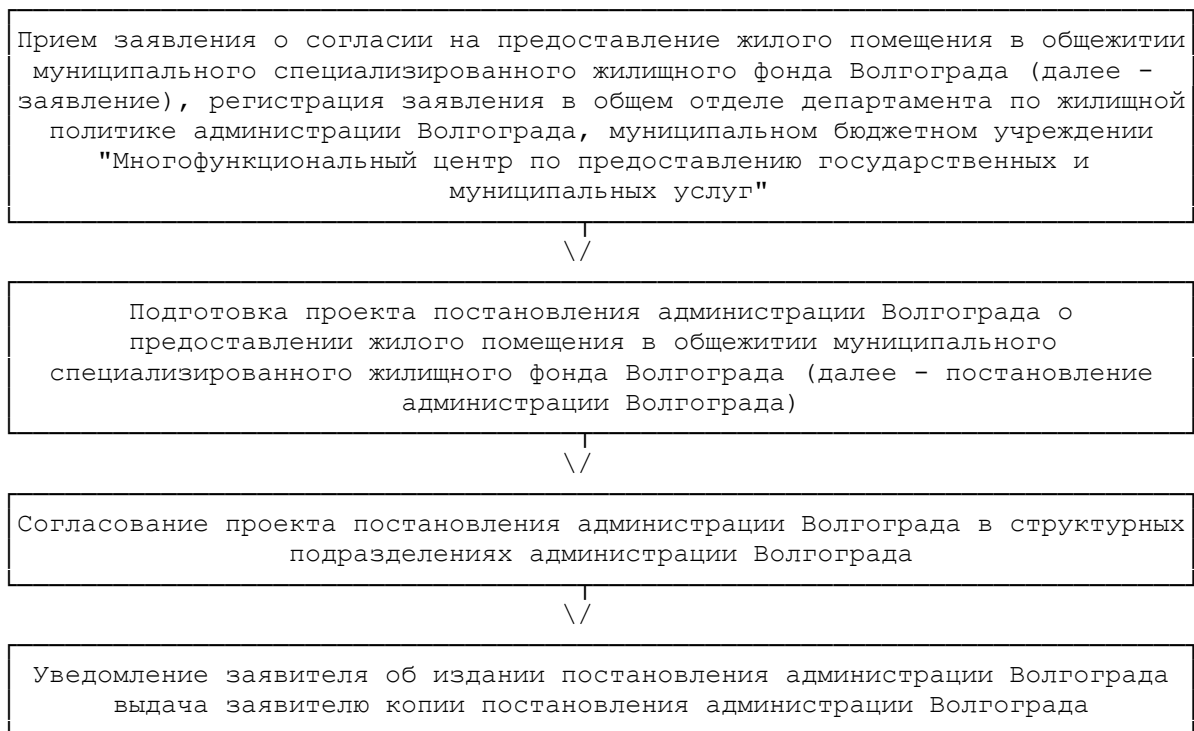 Прием заявления о согласии на предоставление жилого помещения в общежитии
муниципального специализированного жилищного фонда Волгограда (далее -
заявление), регистрация заявления в общем отделе департамента по жилищной
политике администрации Волгограда, муниципальном бюджетном учреждении
"Многофункциональный центр по предоставлению государственных и
муниципальных услуг"
\/
Подготовка проекта постановления администрации Волгограда о
предоставлении жилого помещения в общежитии муниципального
специализированного жилищного фонда Волгограда (далее - постановление
администрации Волгограда)
\/
Согласование проекта постановления администрации Волгограда в структурных
подразделениях администрации Волгограда
\/
Уведомление заявителя об издании постановления администрации Волгограда
выдача заявителю копии постановления администрации Волгограда